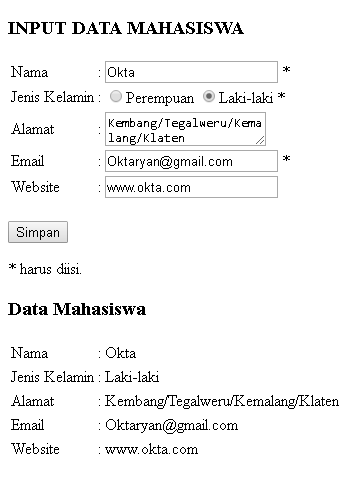 INPUT DATA MAHASISWA
Nama : Okta *
Jenis Kelamin : Perempuan Laki-laki *
Alamat : Kembang/Tegalweru/Kema
lang/Klaten
Email : Oktaryan@gmail.com *
Website : www.okta.com
Simpan
* harus diisi.
Data Mahasiswa
Nama : Okta
Jenis Kelamin : Laki-laki
Alamat : Kembang/Tegalweru/Kemalang/Klaten
Email : Oktaryan@gmail.com
Website : www.okta.com